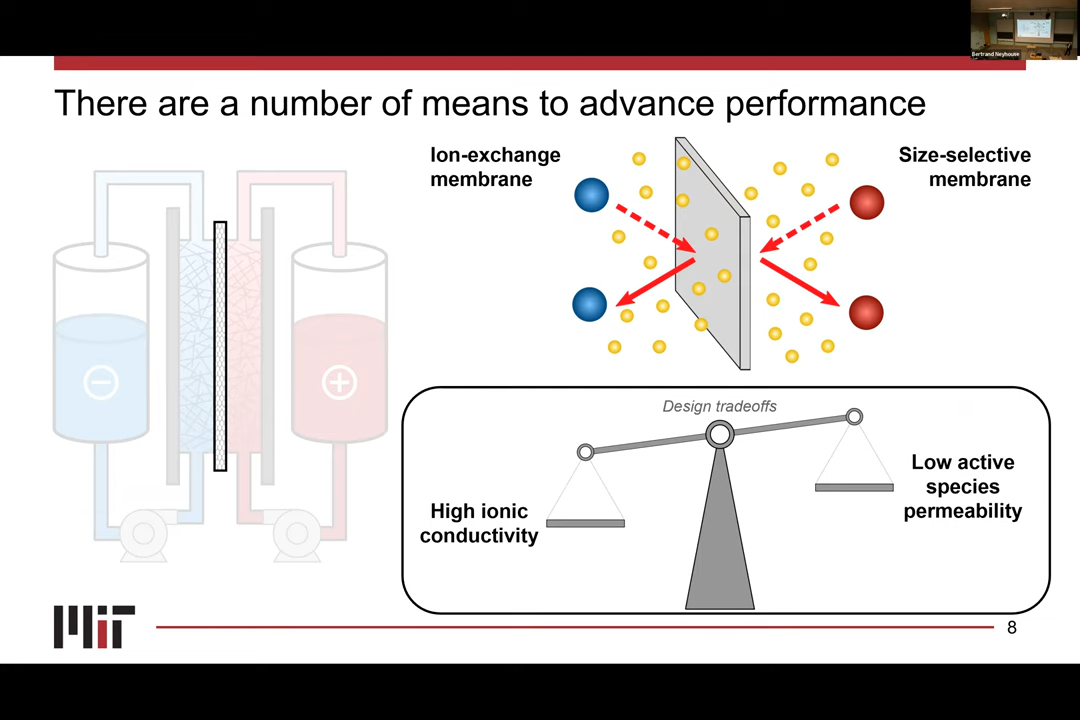 Bertrand Neyhouse
There are a number of means to advance performance
Ion-exchange
membrane
Size-selective
membrane
Design tradeoffs
High ionic
conductivity
Low active
species
permeability
MIT
8